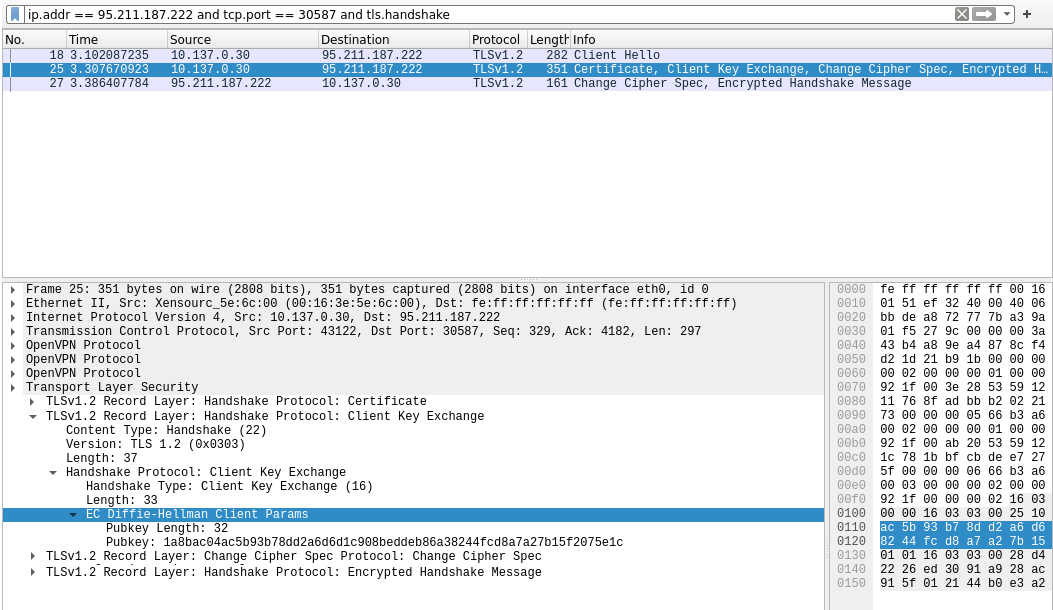 ip.addr == 95.211.187.222 and tcp.port == 30587 and tls.handshake
No. Time Source Destination Protocol Lengtł Info
18 3.102087235 10.137.0.30 95.211.187.222 TLSv1.2 282 Client Hello
25 3.307670923 10.137.0.30 95.211.187.222 TLSv1.2 351 Certificate, Client Key Exchange, Change Cipher Spec, Encrypted H…
27 3.386407784 95.211.187.222 10.137.0.30 TLSv1.2 161 Change Cipher Spec, Encrypted Handshake Message
Frame 25: 351 bytes on wire (2808 bits), 351 bytes captured (2808 bits) on interface eth0, id 0
Ethernet II, Src: Xensourc_5e:6c:00 (00:16:3e:5e:6c:00), Dst: fe:ff:ff:ff:ff:ff (fe:ff:ff:ff:ff:ff)
Internet Protocol Version 4, Src: 10.137.0.30, Dst: 95.211.187.222
Transmission Control Protocol, Src Port: 43122, Dst Port: 30587, Seq: 329, Ack: 4182, Len: 297
OpenVPN Protocol
OpenVPN Protocol
OpenVPN Protocol
Transport Layer Security
TLSv1.2 Record Layer: Handshake Protocol: Certificate
TLSv1.2 Record Layer: Handshake Protocol: Client Key Exchange
Content Type: Handshake (22)
Version: TLS 1.2 (0x0303)
Length: 37
Handshake Protocol: Client Key Exchange
Handshake Type: Client Key Exchange (16)
Length: 33
EC Diffie-Hellman Client Params
Pubkey Length: 32
Pubkey: 1a8bac04ac5b93b78dd2a6d6d1c908beddeb86a38244fcd8a7a27b15f2075e1c
TLSv1.2 Record Layer: Change Cipher Spec Protocol: Change Cipher Spec
TLSv1.2 Record Layer: Handshake Protocol: Encrypted Handshake Message
0000 fe ff ff ff ff ff 00 16
0010 01 51 ef 32 40 00 40 06
0020 bb de a8 72 77 7b a3 9a
0030 01 f5 27 9c 00 00 00 3a
0040 43 b4 a8 9e a4 87 8c f4
0050 d2 1d 21 b9 1b 00 00 00
0060 00 02 00 00 00 01 00 00
0070 92 1f 00 3e 28 53 59 12
0080 11 76 8f ad bb b2 02 21
0090 73 00 00 00 05 66 b3 a6
00a0 00 02 00 00 00 01 00 00
00b0 92 1f 00 ab 20 53 59 12
00c0 1c 78 1b bf cb de e7 27
00d0 5f 00 00 00 06 66 b3 a6
00e0 00 03 00 00 00 02 00 00
00f0 92 1f 00 00 00 02 16 03
0100 00 00 16 03 03 00 25 10
0110 ac 5b 93 b7 8d d2 a6 d6
0120 82 44 fc d8 a7 a2 7b 15
0130 01 01 16 03 03 00 28 d4
0140 22 26 ed 30 91 a9 28 ac
0150 91 5f 01 21 44 b0 e3 a2